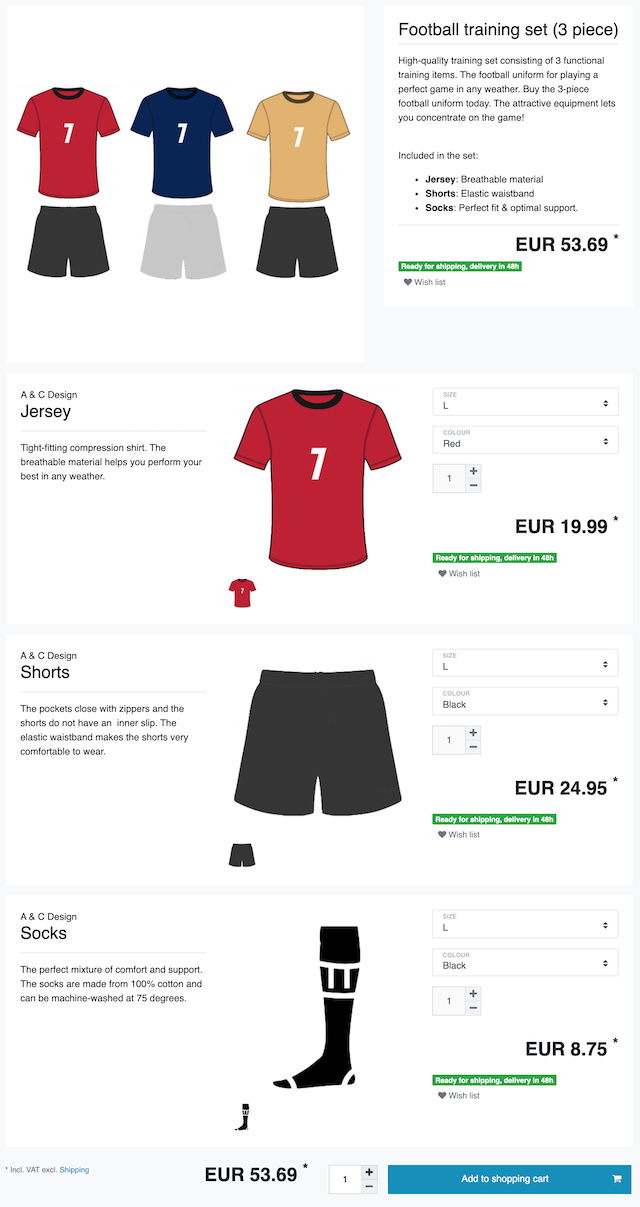 Football training set (3 piece)
High-quality training set consisting of 3 functional
training items. The football uniform for playing a
perfect game in any weather. Buy the 3-piece
football uniform today. The attractive equipment lets
you concentrate on the game!
Included in the set:
• Jersey: Breathable material
• Shorts: Elastic waistband
• Socks: Perfect fit & optimal support.
EUR 53.69 *
Ready for shipping, delivery in 48h
Wish list
7 7 7
A & C Design
Jersey
Tight-fitting compression shirt. The
breathable material helps you perform your
best in any weather.
7
7
SIZE
L
COLOUR
Red
1 +
−
EUR 19.99 *
Ready for shipping, delivery in 48h
Wish list
A & C Design
Shorts
The pockets close with zippers and the
shorts do not have an  inner slip. The
elastic waistband makes the shorts very
comfortable to wear.
SIZE
L
COLOUR
Black
1 +
−
EUR 24.95 *
Ready for shipping, delivery in 48h
Wish list
A & C Design
Socks
The perfect mixture of comfort and support.
The socks are made from 100% cotton and
can be machine-washed at 75 degrees.
SIZE
L
COLOUR
Black
1 +
−
EUR 8.75 *
Ready for shipping, delivery in 48h
Wish list
* Incl. VAT excl. Shipping
EUR 53.69 *
1 +
−
Add to shopping cart